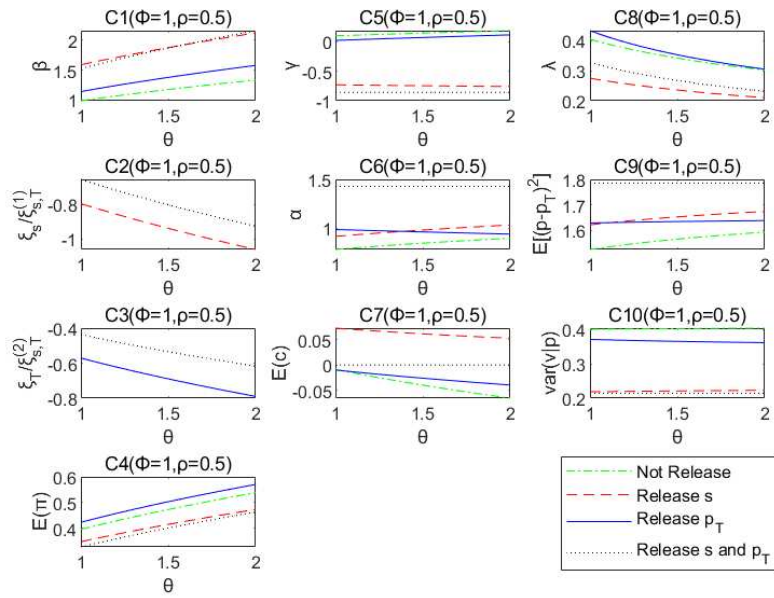 C1(Φ=1,ρ=0.5)
β
2
1.5
1
1
1.5
2
θ
C5(Φ=1,ρ=0.5)
γ
0
-0.5
-1
1
1.5
2
θ
C8(Φ=1,ρ=0.5)
λ
0.4
0.3
0.2
1
1.5
2
θ
C2(Φ=1,ρ=0.5)
ξ_s/ξ_{s,T}^{(1)}
-0.8
-1
1
1.5
2
θ
C6(Φ=1,ρ=0.5)
α
1.5
1
1
1.5
2
θ
C9(Φ=1,ρ=0.5)
E[(p-p_T)^2]
1.8
1.7
1.6
1
1.5
2
θ
C3(Φ=1,ρ=0.5)
ξ_T/ξ_{s,T}^{(2)}
-0.4
-0.6
-0.8
1
1.5
2
θ
C7(Φ=1,ρ=0.5)
E(c)
0.05
0
-0.05
1
1.5
2
θ
C10(Φ=1,ρ=0.5)
var(v|p)
0.4
0.3
0.2
1
1.5
2
θ
C4(Φ=1,ρ=0.5)
E(π)
0.6
0.5
0.4
1
1.5
2
θ
Not Release
Release s
Release p_T
Release s and p_T